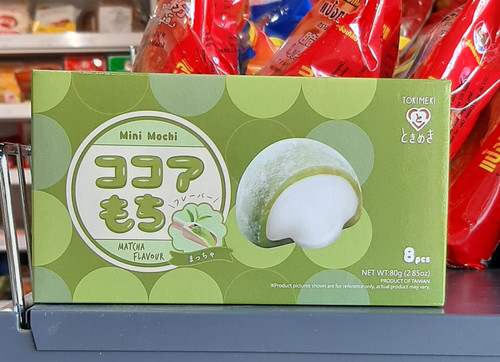 Mini Mochi
ココア
もち
フレーバー
MATCHA
FLAVOUR
まっちゃ
TOKIMEKI
と
ときめき
8pcs
NET WT:80g (2.85oz)
PRODUCT OF TAIWAN
※Product pictures shown are for reference only, actual product may vary.